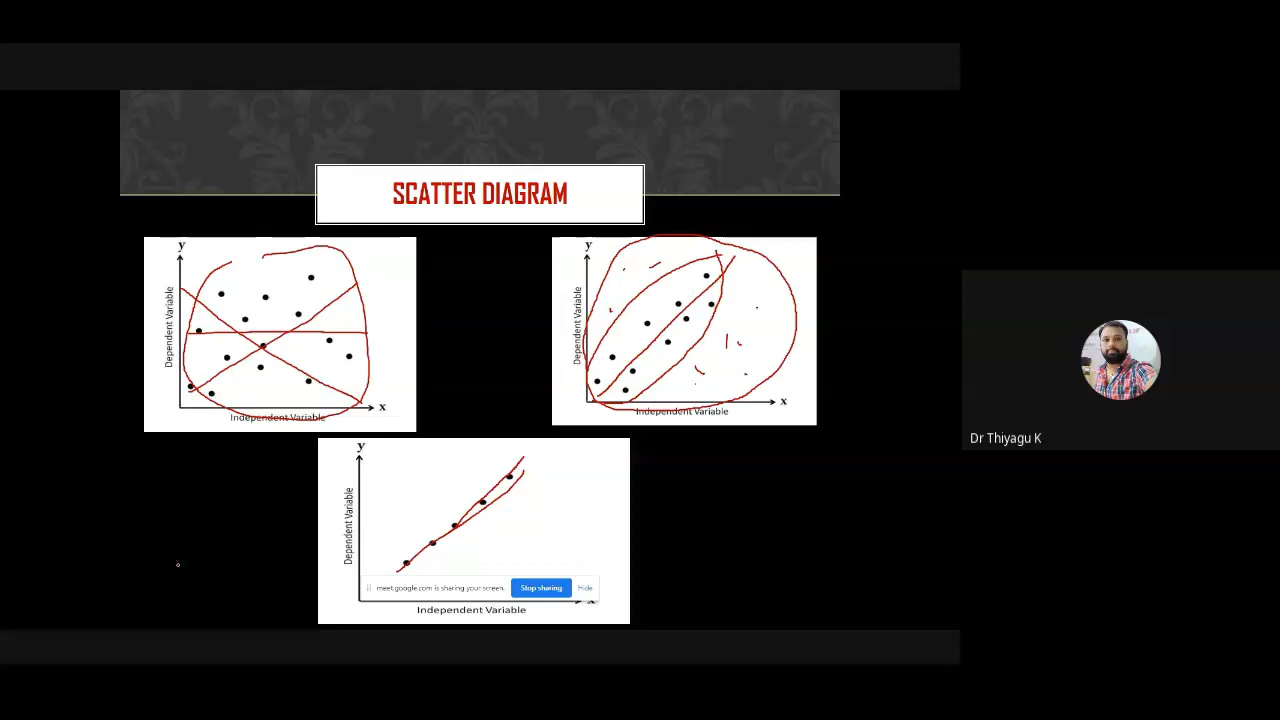 SCATTER DIAGRAM
y
Dependent Variable
x
Independent Variable
y
Dependent Variable
x
Independent Variable
y
Dependent Variable
meet.google.com is sharing your screen.
Stop sharing
Hide
x
Independent Variable
Dr Thiyagu K